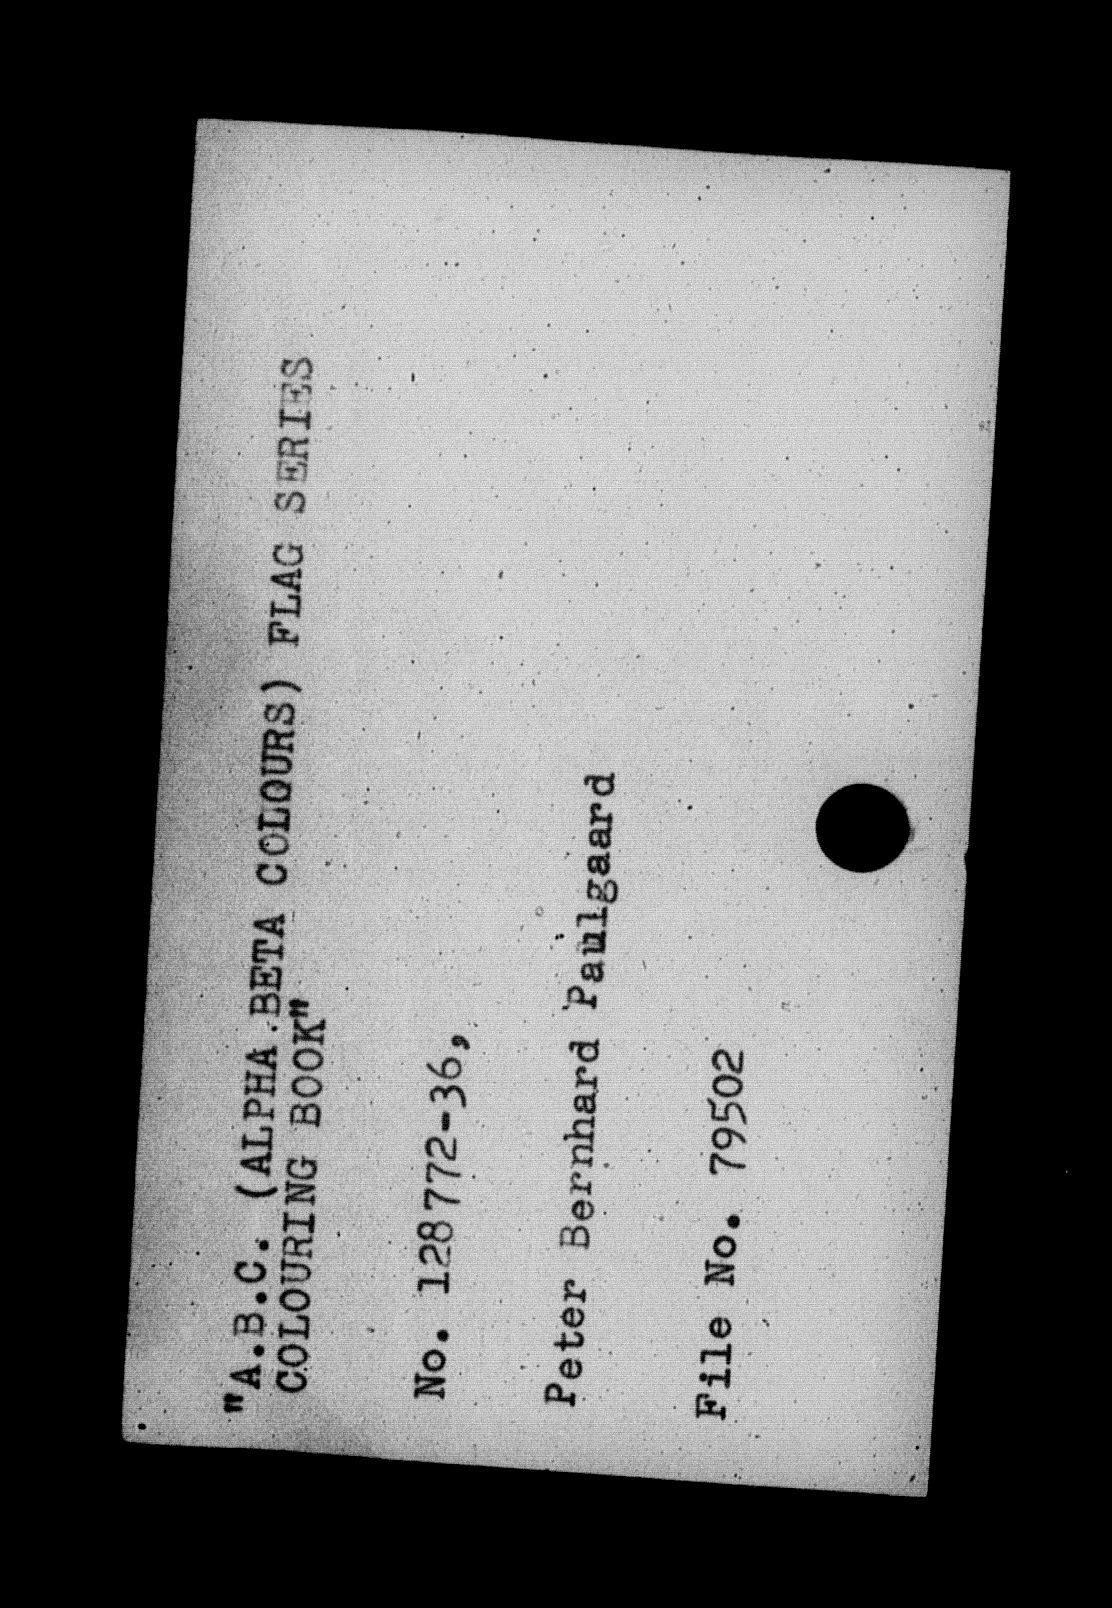 "A.B.C. (ALPHA BETA COLOURS) FLAG SERIES
COLOURING BOOK"
No. 128772-36,
Peter Bernhard Paulgaard
File No. 79502